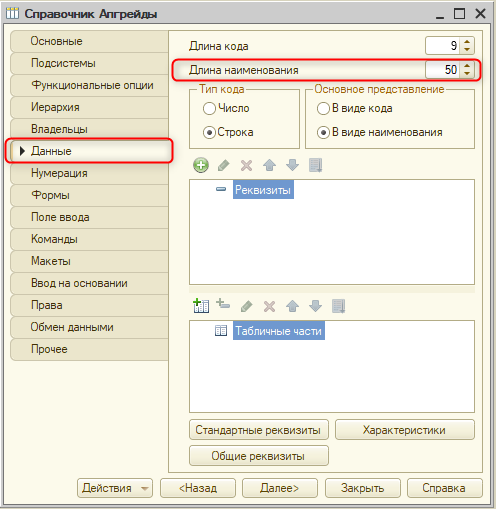 Справочник Апгрейды
Основные
Подсистемы
Функциональные опции
Иерархия
Владельцы
Данные
Нумерация
Формы
Поле ввода
Команды
Макеты
Ввод на основании
Права
Обмен данными
Прочее
Длина кода 9
Длина наименования 50
Тип кода
Число
Строка
Основное представление
В виде кода
В виде наименования
Реквизиты
Табличные части
Стандартные реквизиты Характеристики
Общие реквизиты
Действия <Назад Далее> Закрыть Справка